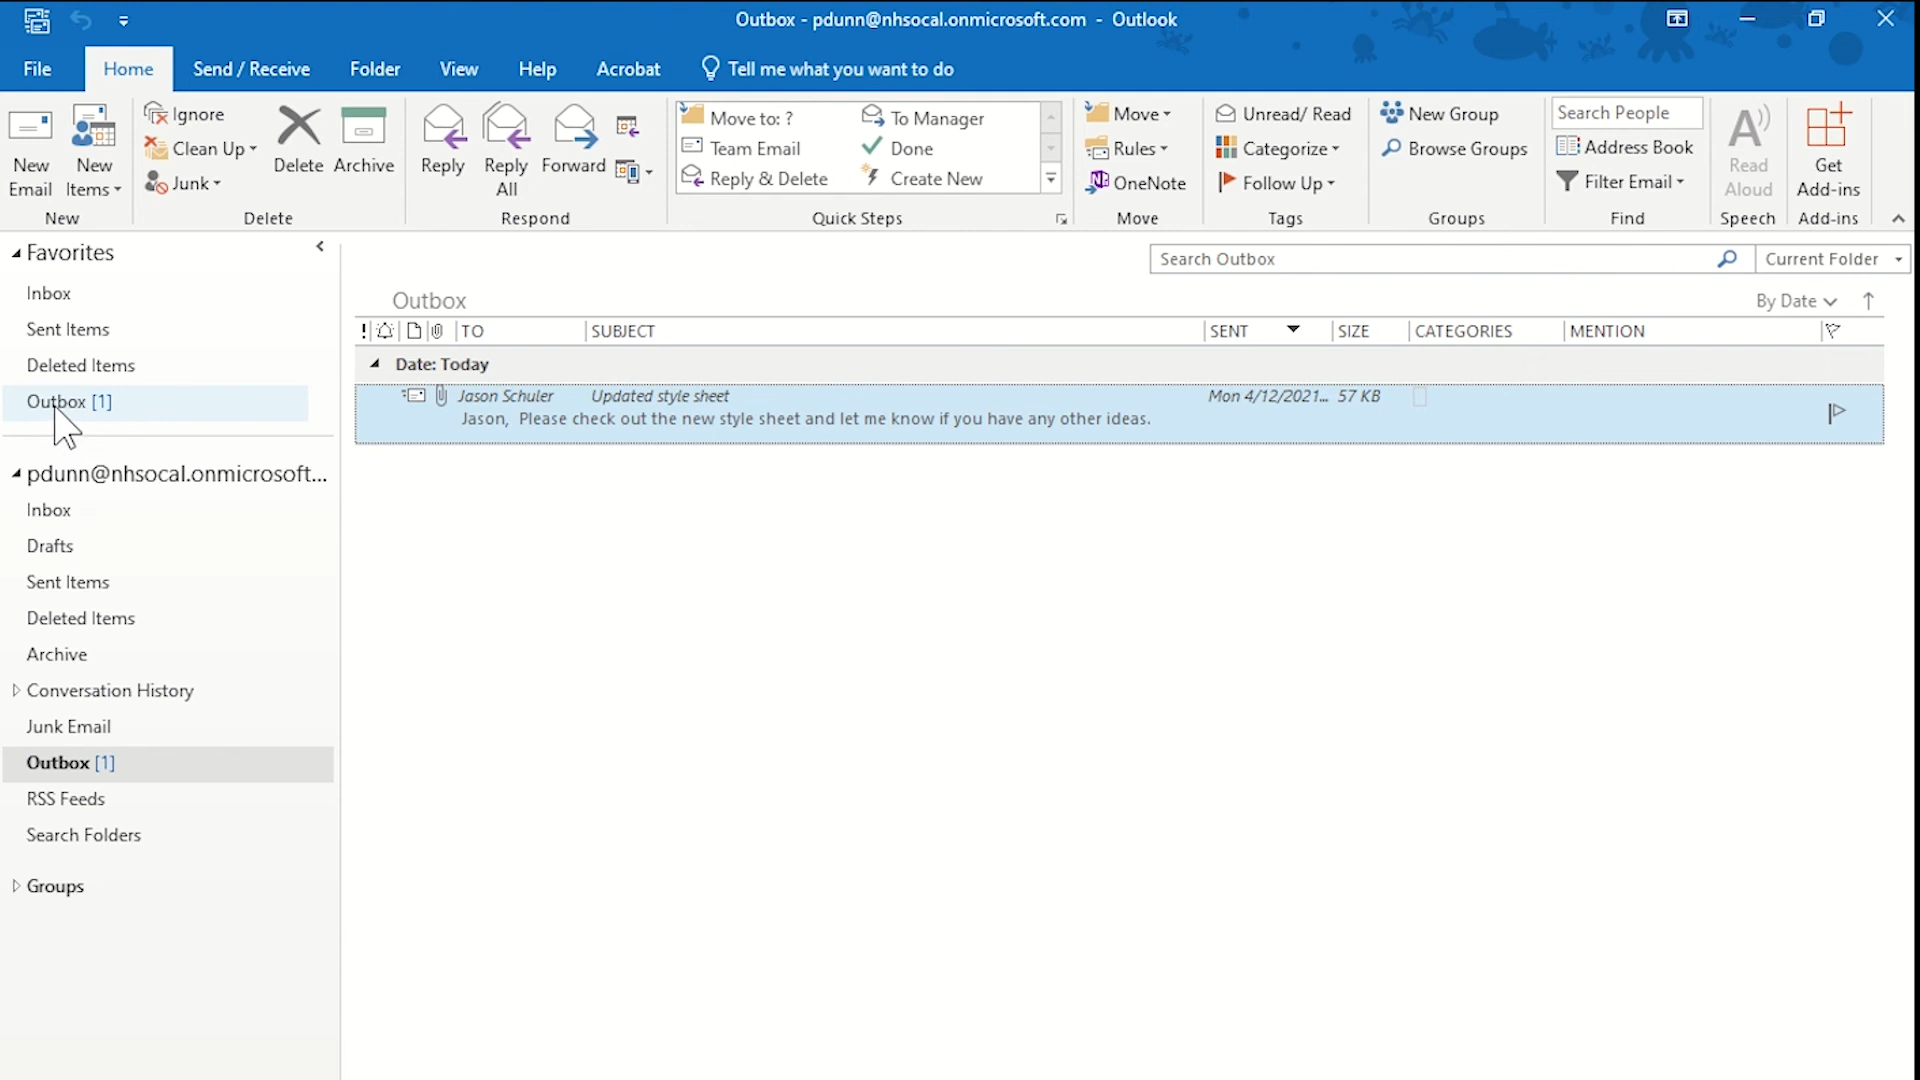 Outbox - pdunn@nhsocal.onmicrosoft.com - Outlook
File Home Send / Receive Folder View Help Acrobat Tell me what you want to do
New Email
New Items
New
Ignore
Clean Up
Junk
Delete
Archive
Delete
Reply
Reply All
Forward
Respond
Move to: ?
Team Email
Reply & Delete
To Manager
Done
Create New
Quick Steps
Move
Rules
OneNote
Move
Unread/ Read
Categorize
Follow Up
Tags
New Group
Browse Groups
Groups
Search People
Address Book
Filter Email
Find
Read Aloud
Speech
Get Add-ins
Add-ins
Favorites
Inbox
Sent Items
Deleted Items
Outbox [1]
pdunn@nhsocal.onmicrosoft...
Inbox
Drafts
Sent Items
Deleted Items
Archive
Conversation History
Junk Email
Outbox [1]
RSS Feeds
Search Folders
Groups
Search Outbox
Current Folder
Outbox
By Date
! TO SUBJECT SENT SIZE CATEGORIES MENTION
Date: Today
Jason Schuler Updated style sheet Mon 4/12/2021... 57 KB
Jason, Please check out the new style sheet and let me know if you have any other ideas.